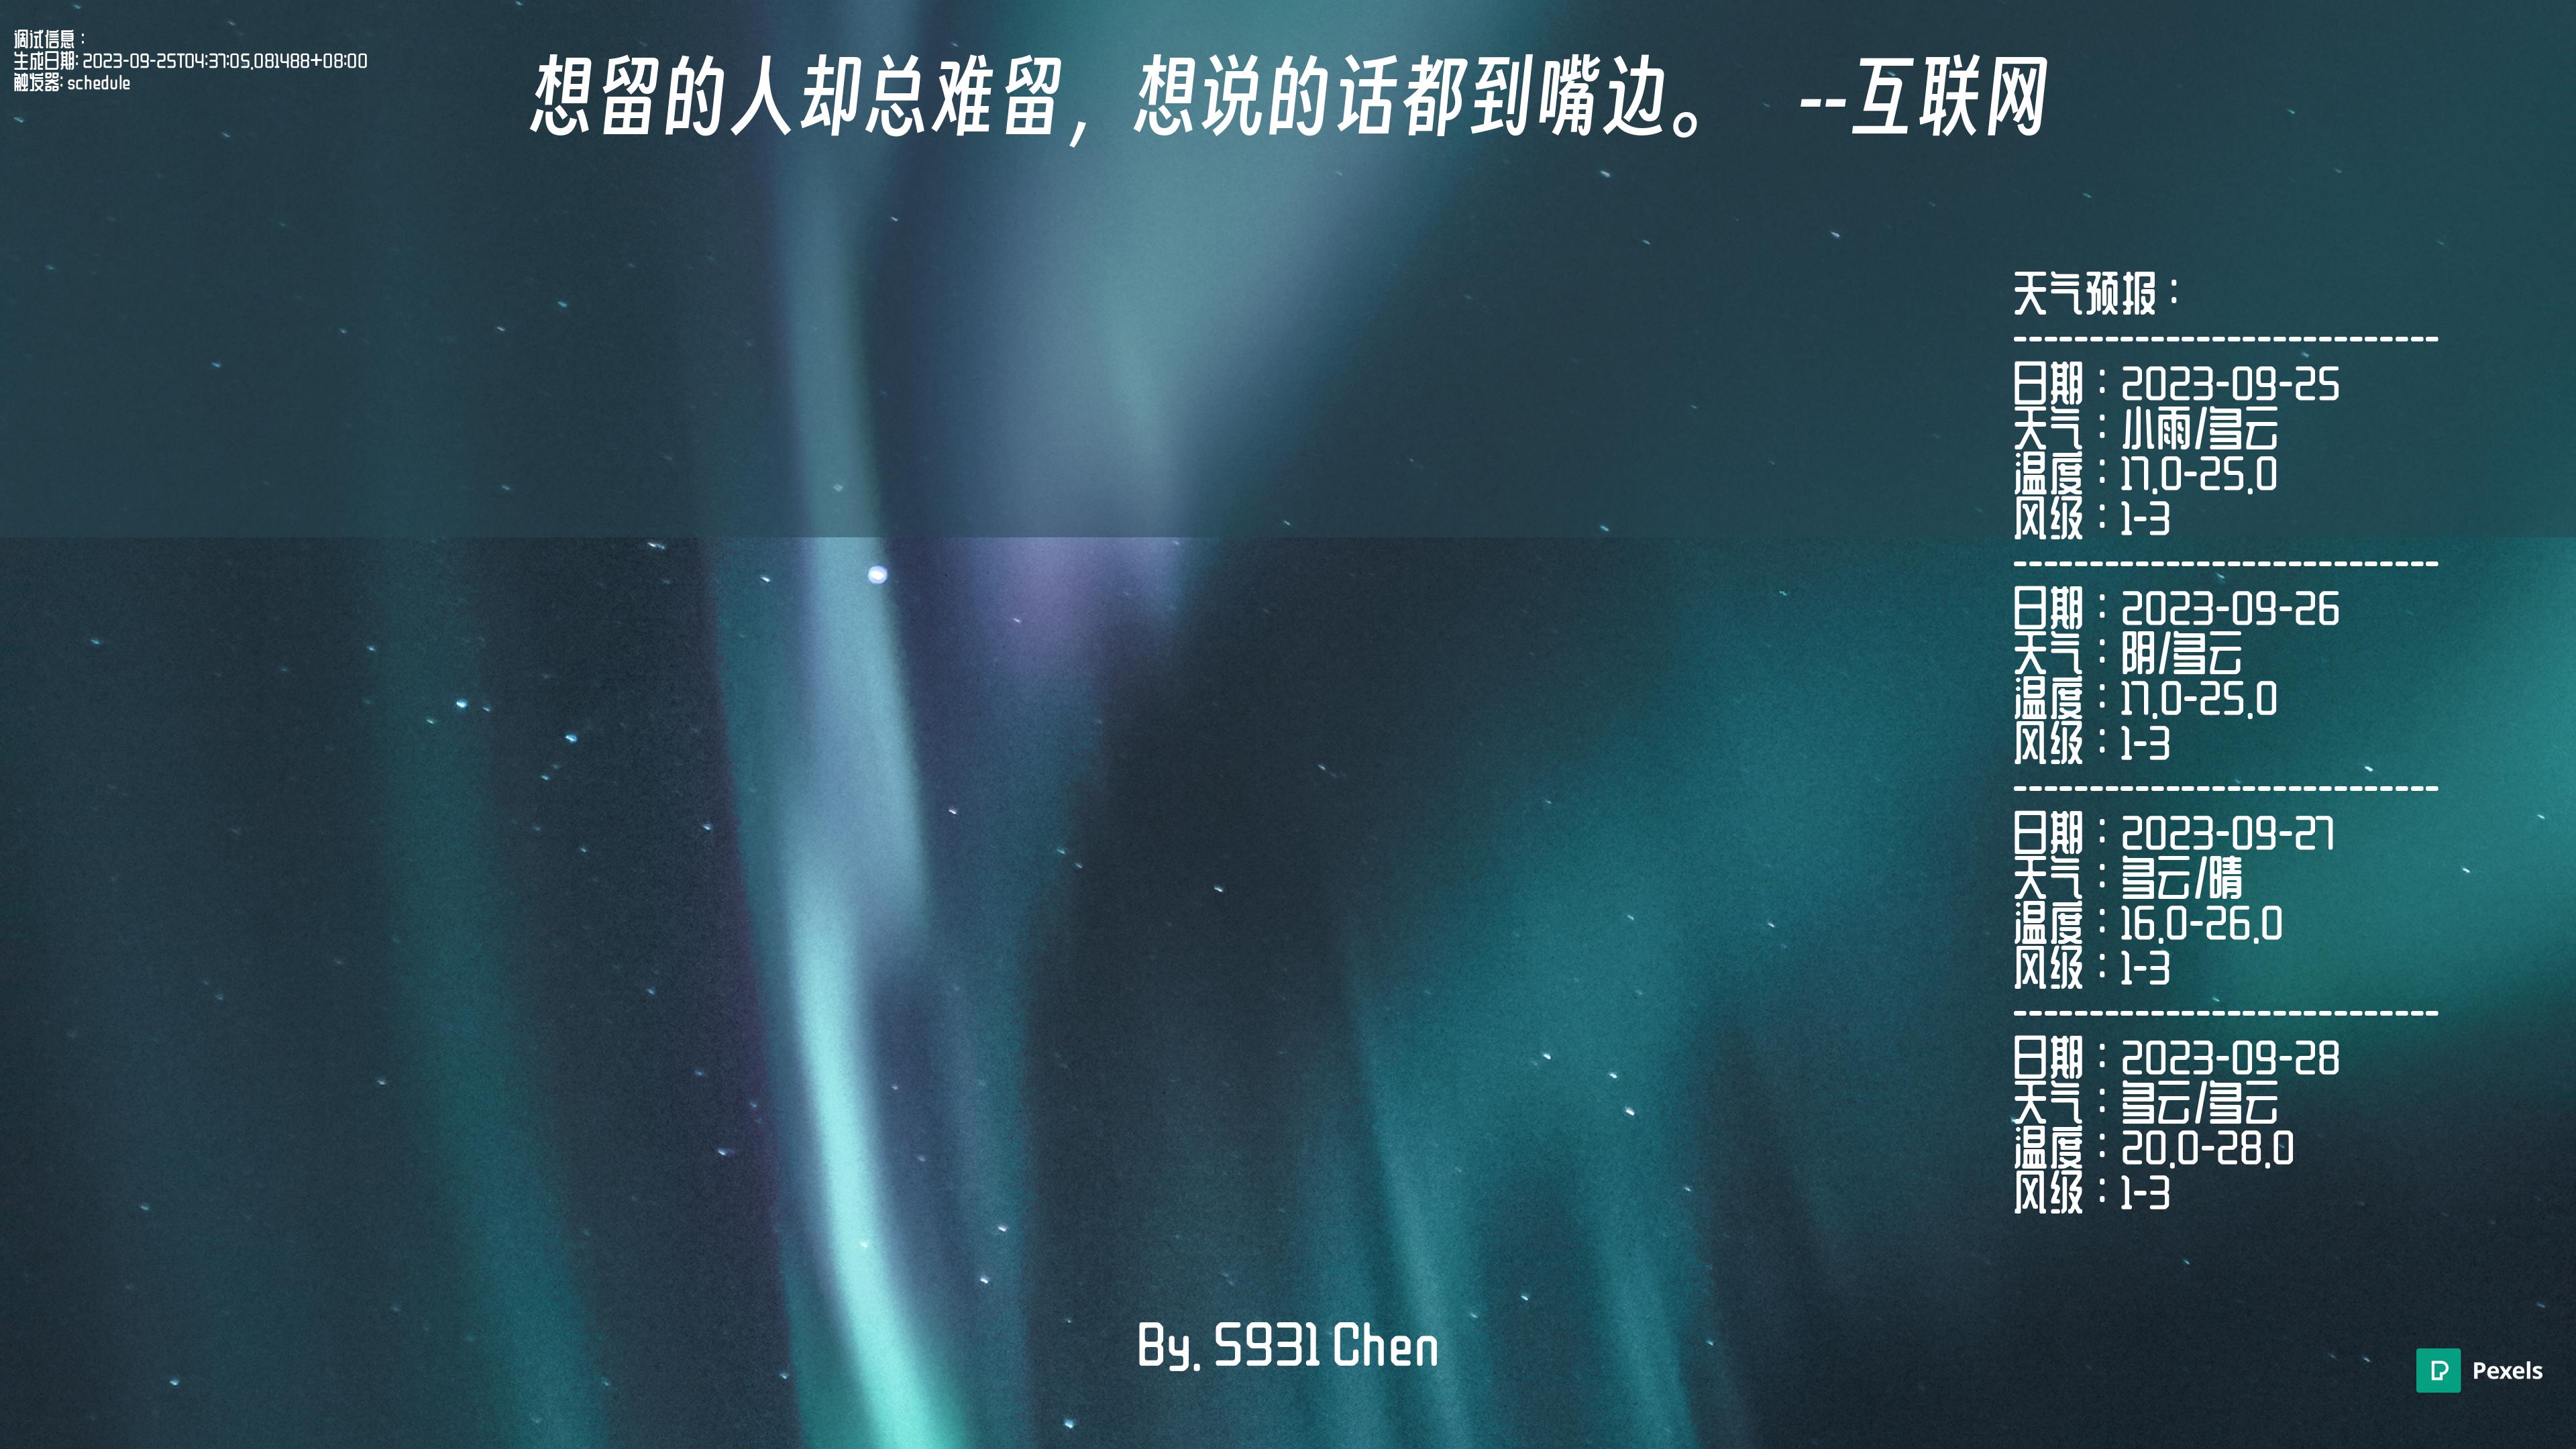 调试信息：
生成日期: 2023-09-25T04:37:05.081488+08:00
触发器: schedule
想留的人却总难留，想说的话都到嘴边。 --互联网
天气预报：
----------------------------
日期：2023-09-25
天气：小雨/多云
温度：17.0-25.0
风级：1-3
----------------------------
日期：2023-09-26
天气：阴/多云
温度：17.0-25.0
风级：1-3
----------------------------
日期：2023-09-27
天气：多云/晴
温度：16.0-26.0
风级：1-3
----------------------------
日期：2023-09-28
天气：多云/多云
温度：20.0-28.0
风级：1-3
By. S931 Chen
Pexels